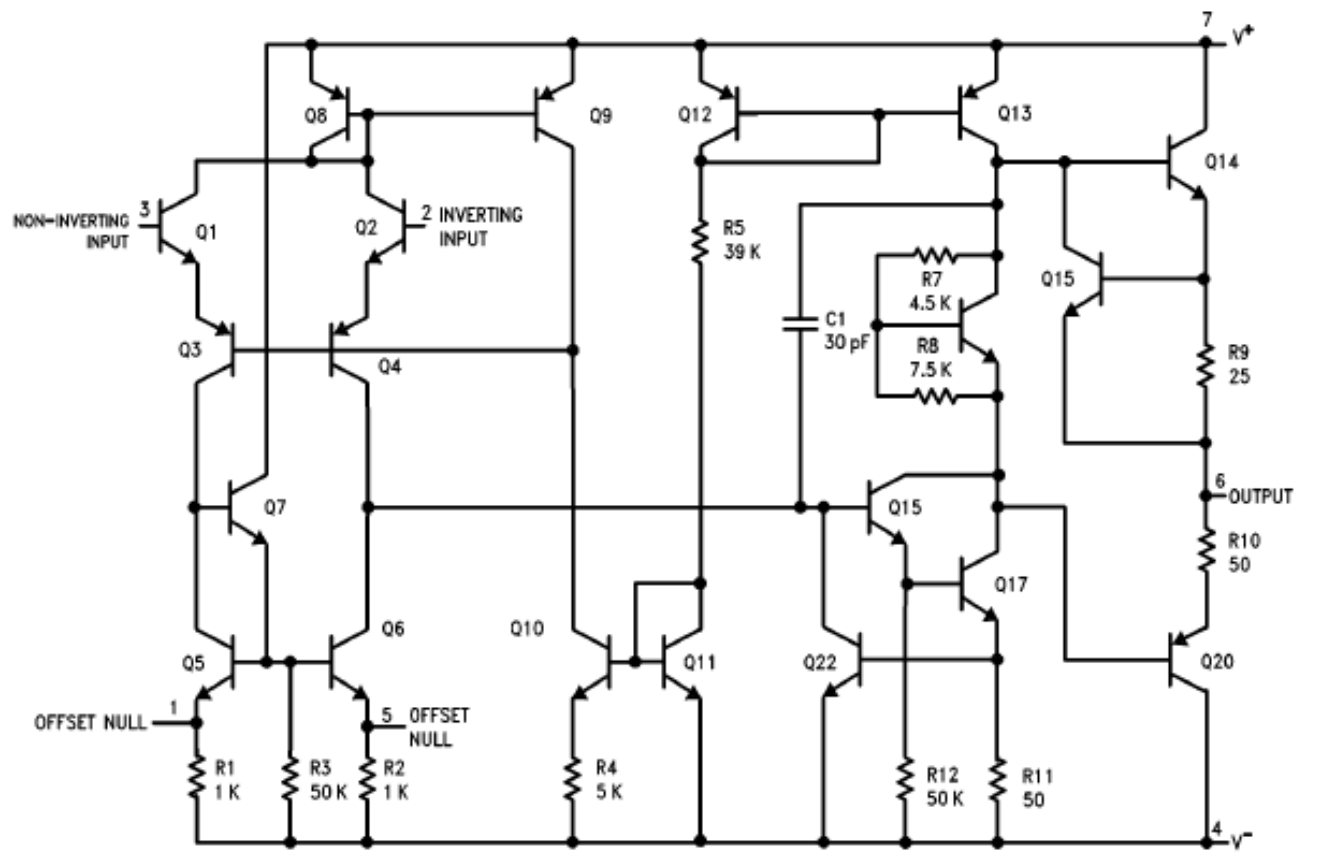 7
V+
Q8
Q9
Q12
Q13
Q14
3
NON-INVERTING
INPUT
Q1
Q2
2 INVERTING
INPUT
R5
39 K
R7
4.5 K
Q15
C1
30 pF
R8
7.5 K
Q3
Q4
R9
25
6
OUTPUT
Q7
Q15
R10
50
Q17
Q10
Q6
Q5
Q11
Q22
Q20
1
OFFSET NULL
5 OFFSET
NULL
R1
1 K
R3
50 K
R2
1 K
R4
5 K
R12
50 K
R11
50
4
V-